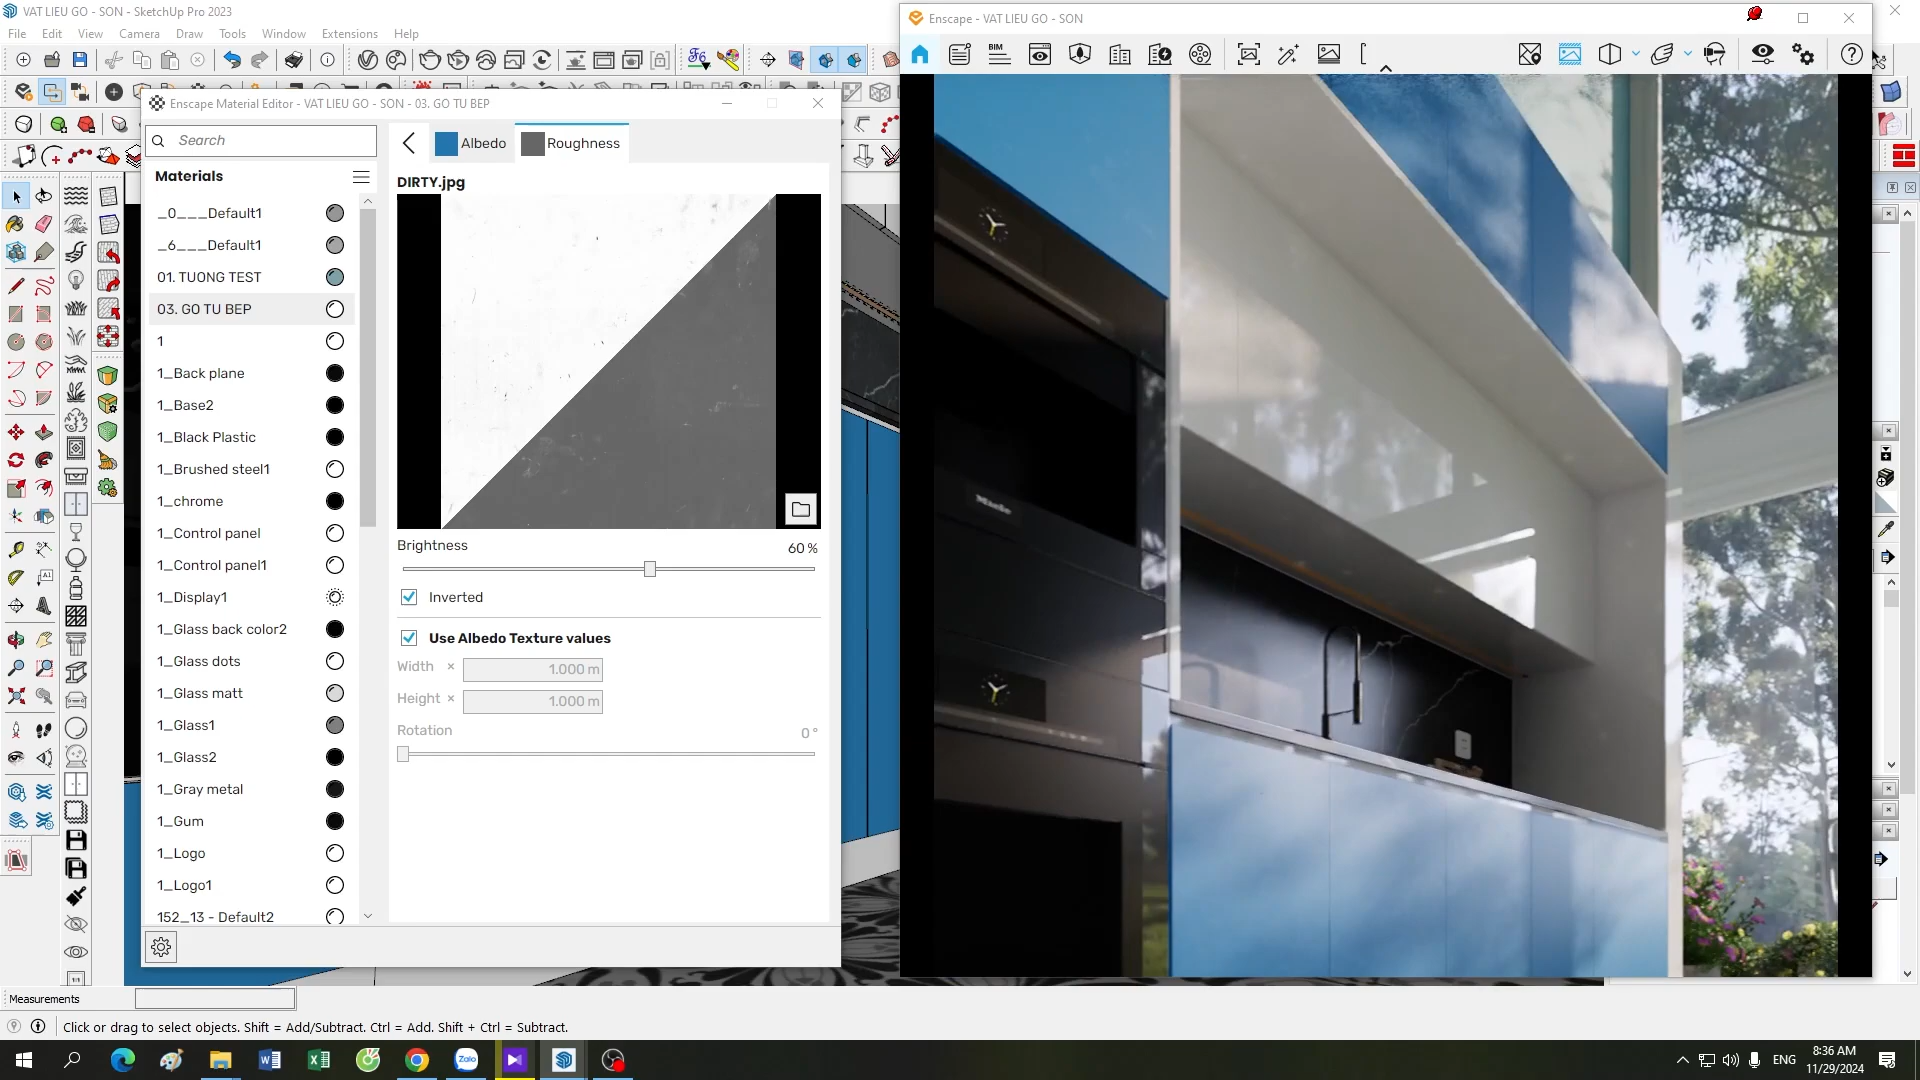 VAT LIEU GO - SON - SketchUp Pro 2023
File Edit View Camera Draw Tools Window Extensions Help
Enscape - VAT LIEU GO - SON
BIM
Enscape Material Editor - VAT LIEU GO - SON - 03. GO TU BEP
Search
Albedo
Roughness
Materials
_0___Default1
_6___Default1
01. TUONG TEST
03. GO TU BEP
1
1_Back plane
1_Base2
1_Black Plastic
1_Brushed steel1
1_chrome
1_Control panel
1_Control panel1
1_Display1
1_Glass back color2
1_Glass dots
1_Glass matt
1_Glass1
1_Glass2
1_Gray metal
1_Gum
1_Logo
1_Logo1
152_13 - Default2
DIRTY.jpg
Brightness
60 %
Inverted
Use Albedo Texture values
Width × 1.000 m
Height × 1.000 m
Rotation
0 °
Miele
Measurements
Click or drag to select objects. Shift = Add/Subtract. Ctrl = Add. Shift + Ctrl = Subtract.
Zalo
ENG
8:36 AM
11/29/2024